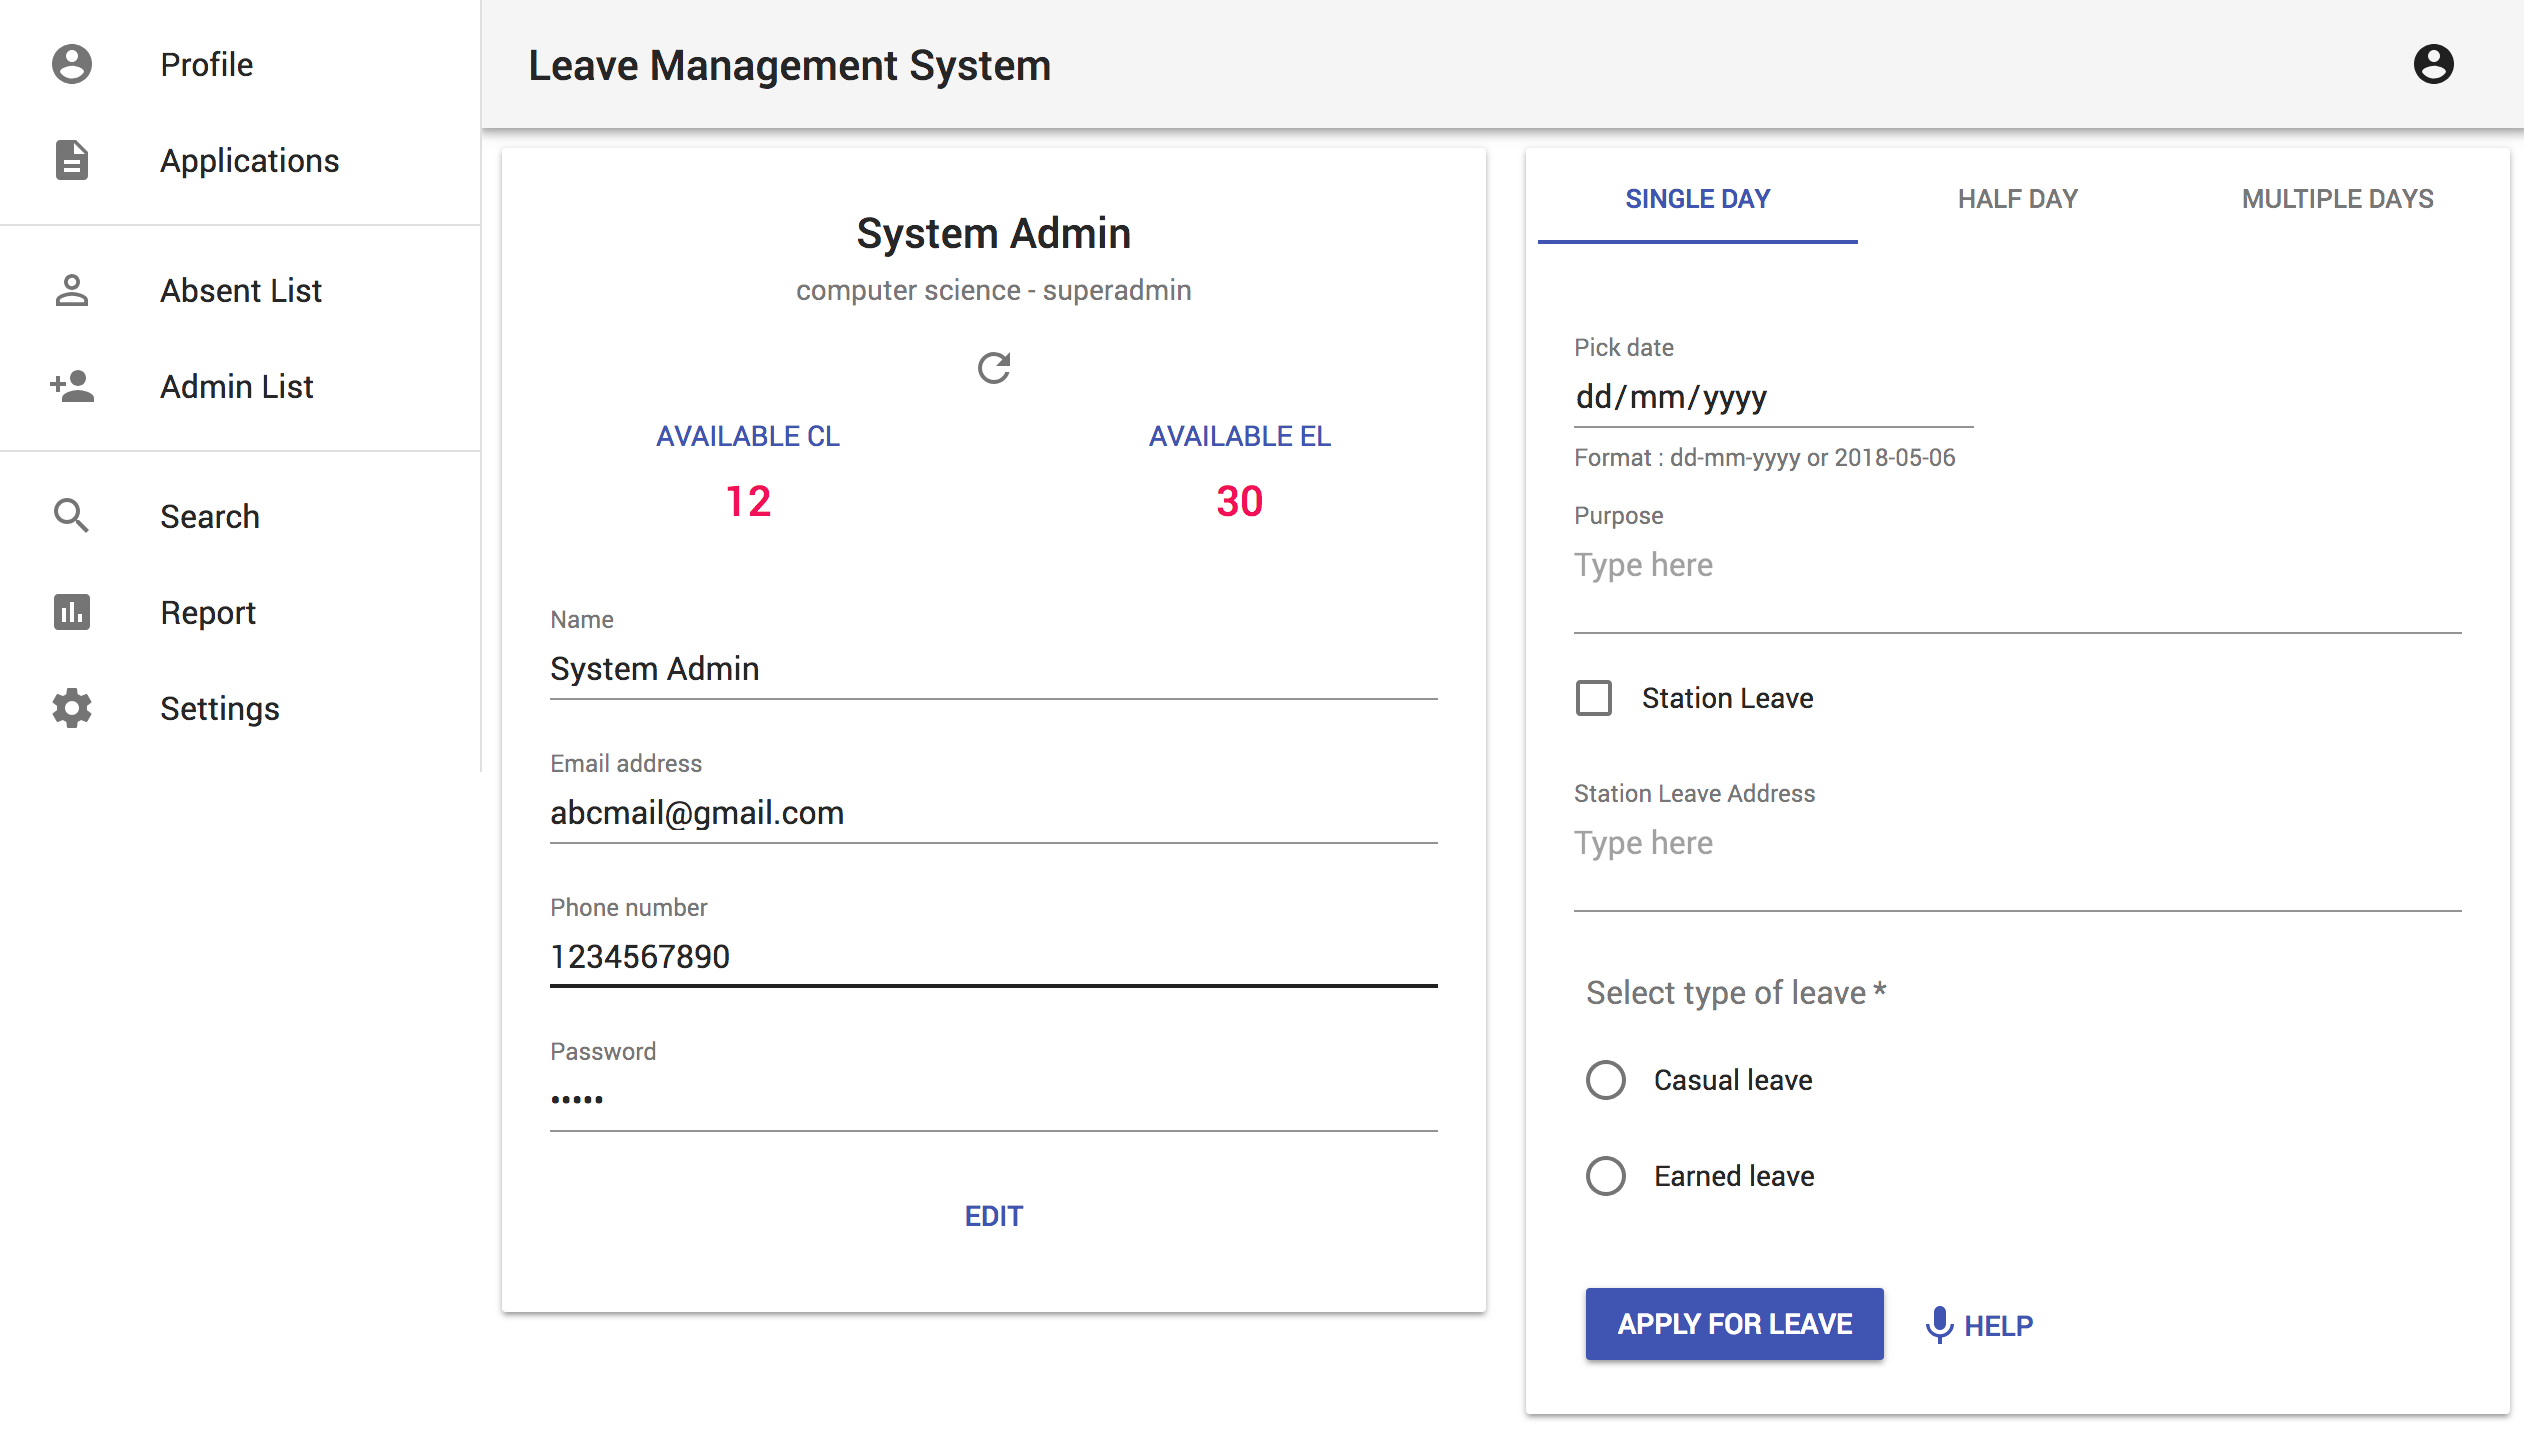 Profile
Applications
Absent List
Admin List
Search
Report
Settings
Leave Management System
System Admin
computer science - superadmin
AVAILABLE CL
AVAILABLE EL
12
30
Name
System Admin
Email address
abcmail@gmail.com
Phone number
1234567890
Password
•••••
EDIT
SINGLE DAY
HALF DAY
MULTIPLE DAYS
Pick date
dd/mm/yyyy
Format : dd-mm-yyyy or 2018-05-06
Purpose
Type here
Station Leave
Station Leave Address
Type here
Select type of leave *
Casual leave
Earned leave
APPLY FOR LEAVE
HELP